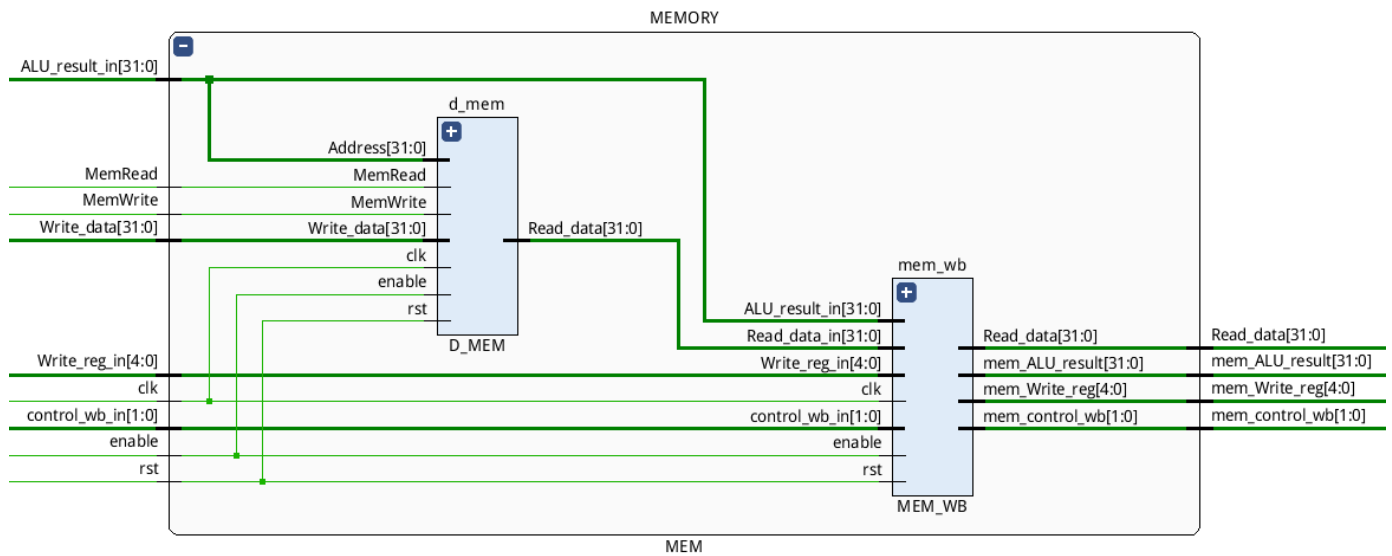 MEMORY
ALU_result_in[31:0]
d_mem
Address[31:0]
MemRead
MemRead
MemWrite
MemWrite
Write_data[31:0]
Write_data[31:0]
Read_data[31:0]
clk
enable
rst
D_MEM
mem_wb
ALU_result_in[31:0]
Read_data_in[31:0]
Read_data[31:0]
Read_data[31:0]
Write_reg_in[4:0]
Write_reg_in[4:0]
mem_ALU_result[31:0]
mem_ALU_result[31:0]
clk
clk
mem_Write_reg[4:0]
mem_Write_reg[4:0]
control_wb_in[1:0]
control_wb_in[1:0]
mem_control_wb[1:0]
mem_control_wb[1:0]
enable
enable
rst
rst
MEM_WB
MEM